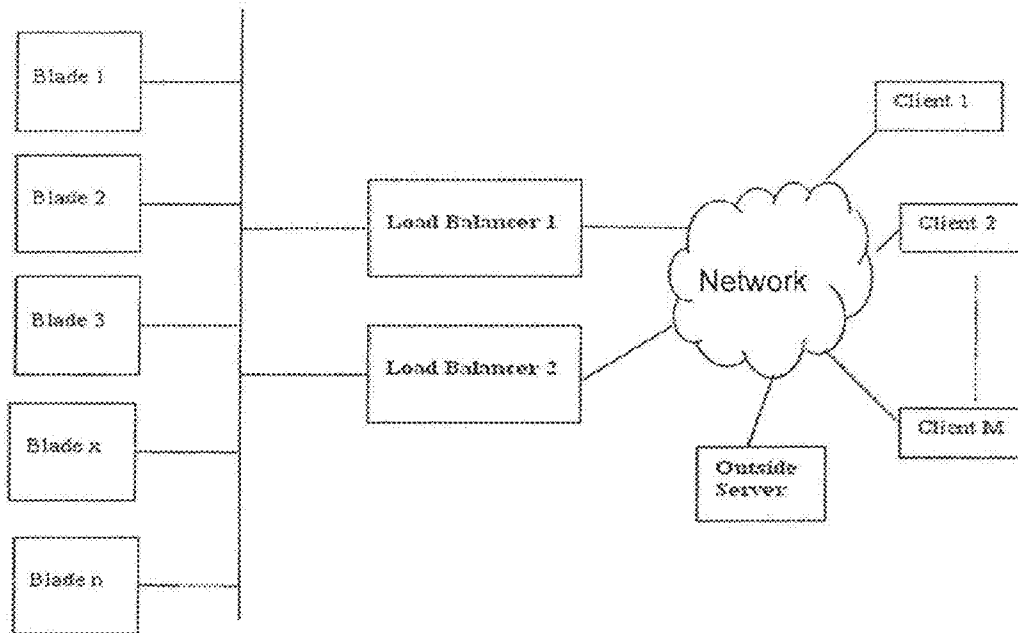 Blade 1
Blade 2
Blade 3
Blade x
Blade n
Load Balancer 1
Load Balancer 2
Network
Client 1
Client 2
Client M
Outside
Server